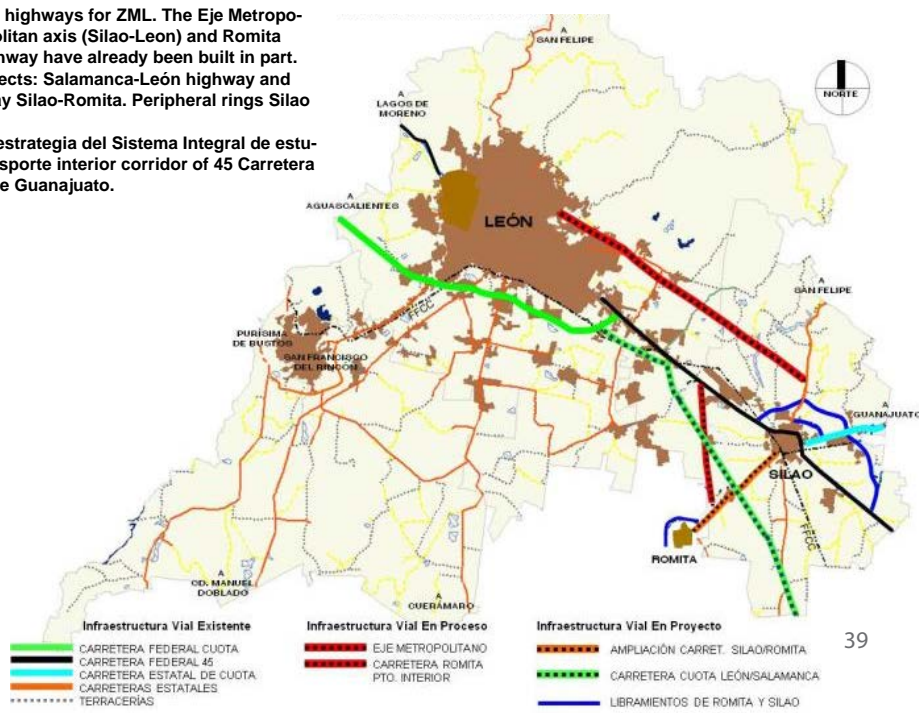 highways for ZML. The Eje Metropo-
olitan axis (Silao-Leon) and Romita
hway have already been built in part.
ects: Salamanca-León highway and
ay Silao-Romita. Peripheral rings Silao
estrategia del Sistema Integral de estu-
sporte interior corridor of 45 Carretera
e Guanajuato.
A
SAN FELIPE
NORTE
A
LAGOS DE
MORENO
A
AGUASCALIENTES
LEÓN
A
SAN FELIPE
PURÍSIMA
DE BUSTOS
FFCC
SAN FRANCISCO
DEL RINCON
A
GUANAJUATO
SILAO
ROMITA
FFCC
A
CD. MANUEL
DOBLADO
A
CUERÁMARO
Infraestructura Vial Existente
CARRETERA FEDERAL CUOTA
CARRETERA FEDERAL 45
CARRETERA ESTATAL DE CUOTA
CARRETERAS ESTATALES
TERRACERÍAS
Infraestructura Vial En Proceso
EJE METROPOLITANO
CARRETERA ROMITA
PTO. INTERIOR
Infraestructura Vial En Proyecto
AMPLIACIÓN CARRET. SILAO/ROMITA
CARRETERA CUOTA LEÓN/SALAMANCA
LIBRAMIENTOS DE ROMITA Y SILAO
39